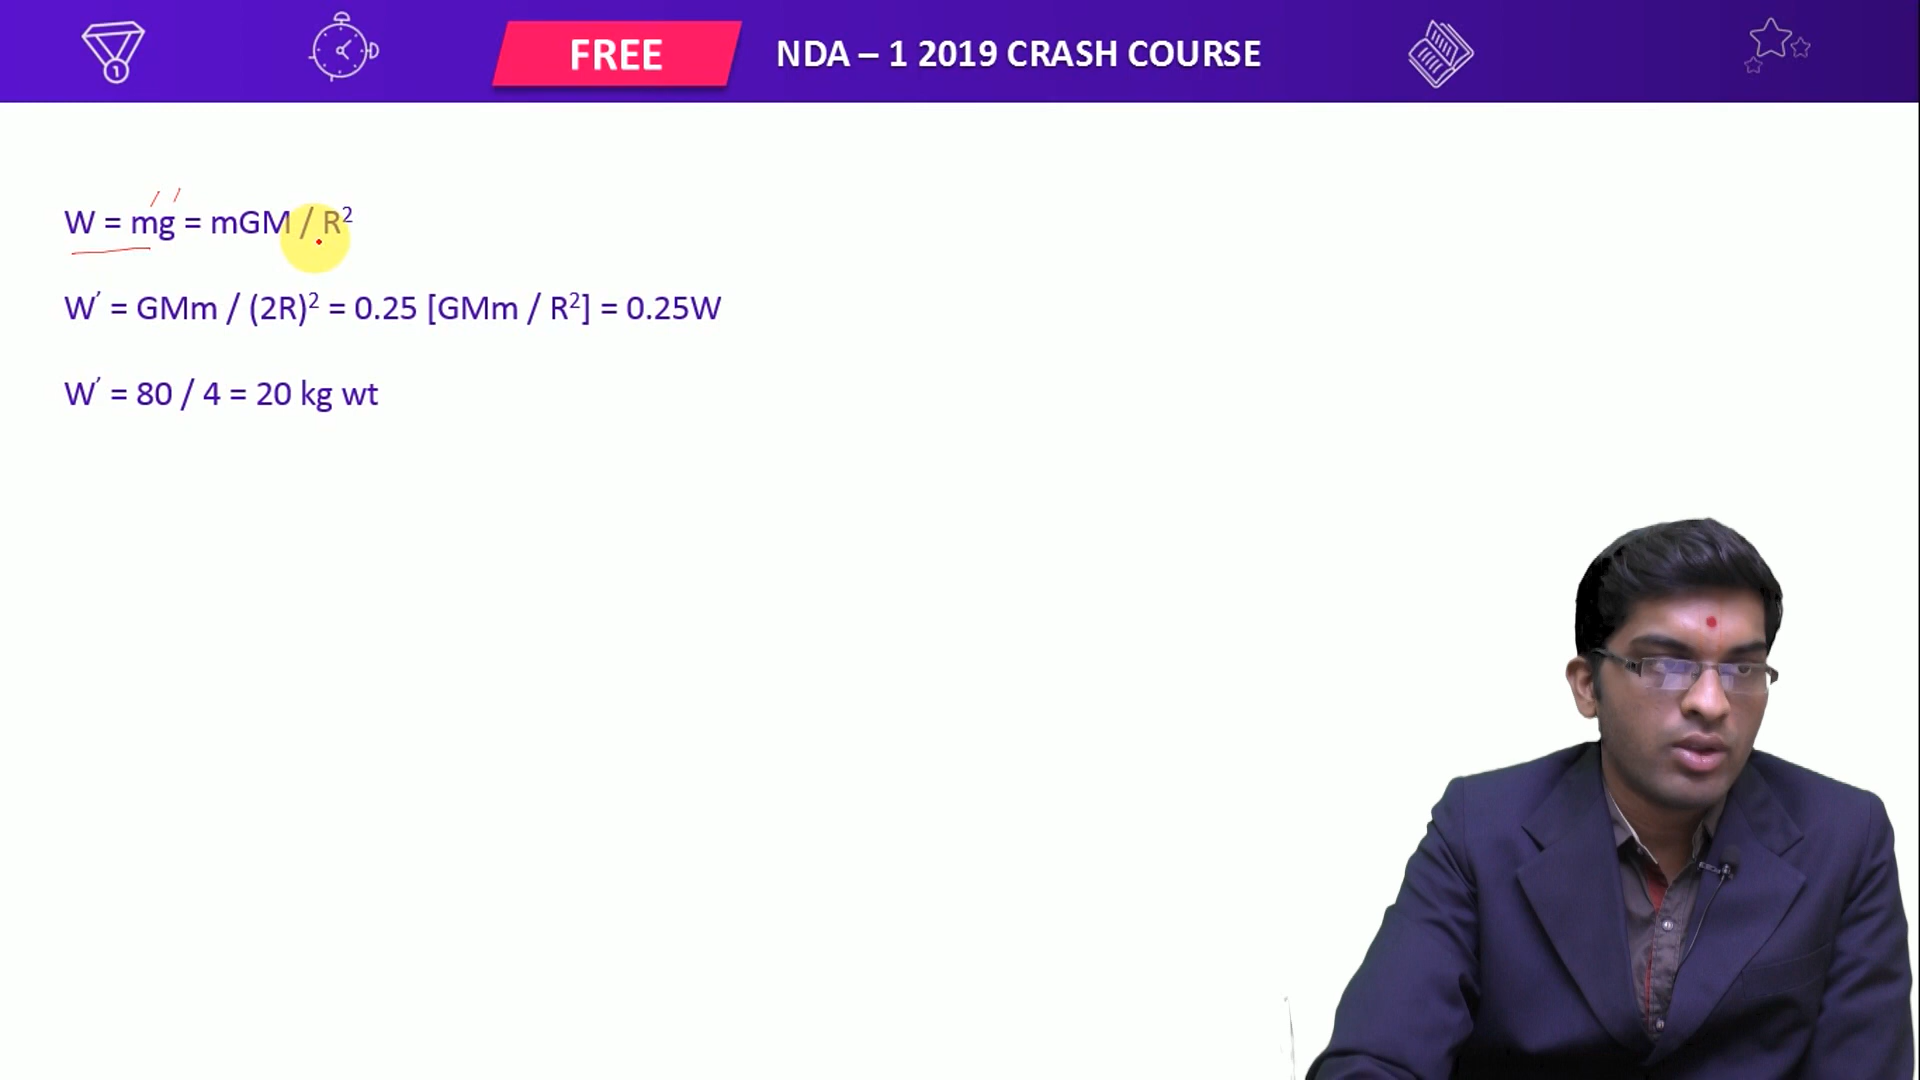 FREE NDA – 1 2019 CRASH COURSE
W = mg = mGM / R²
W′ = GMm / (2R)² = 0.25 [GMm / R²] = 0.25W
W′ = 80 / 4 = 20 kg wt